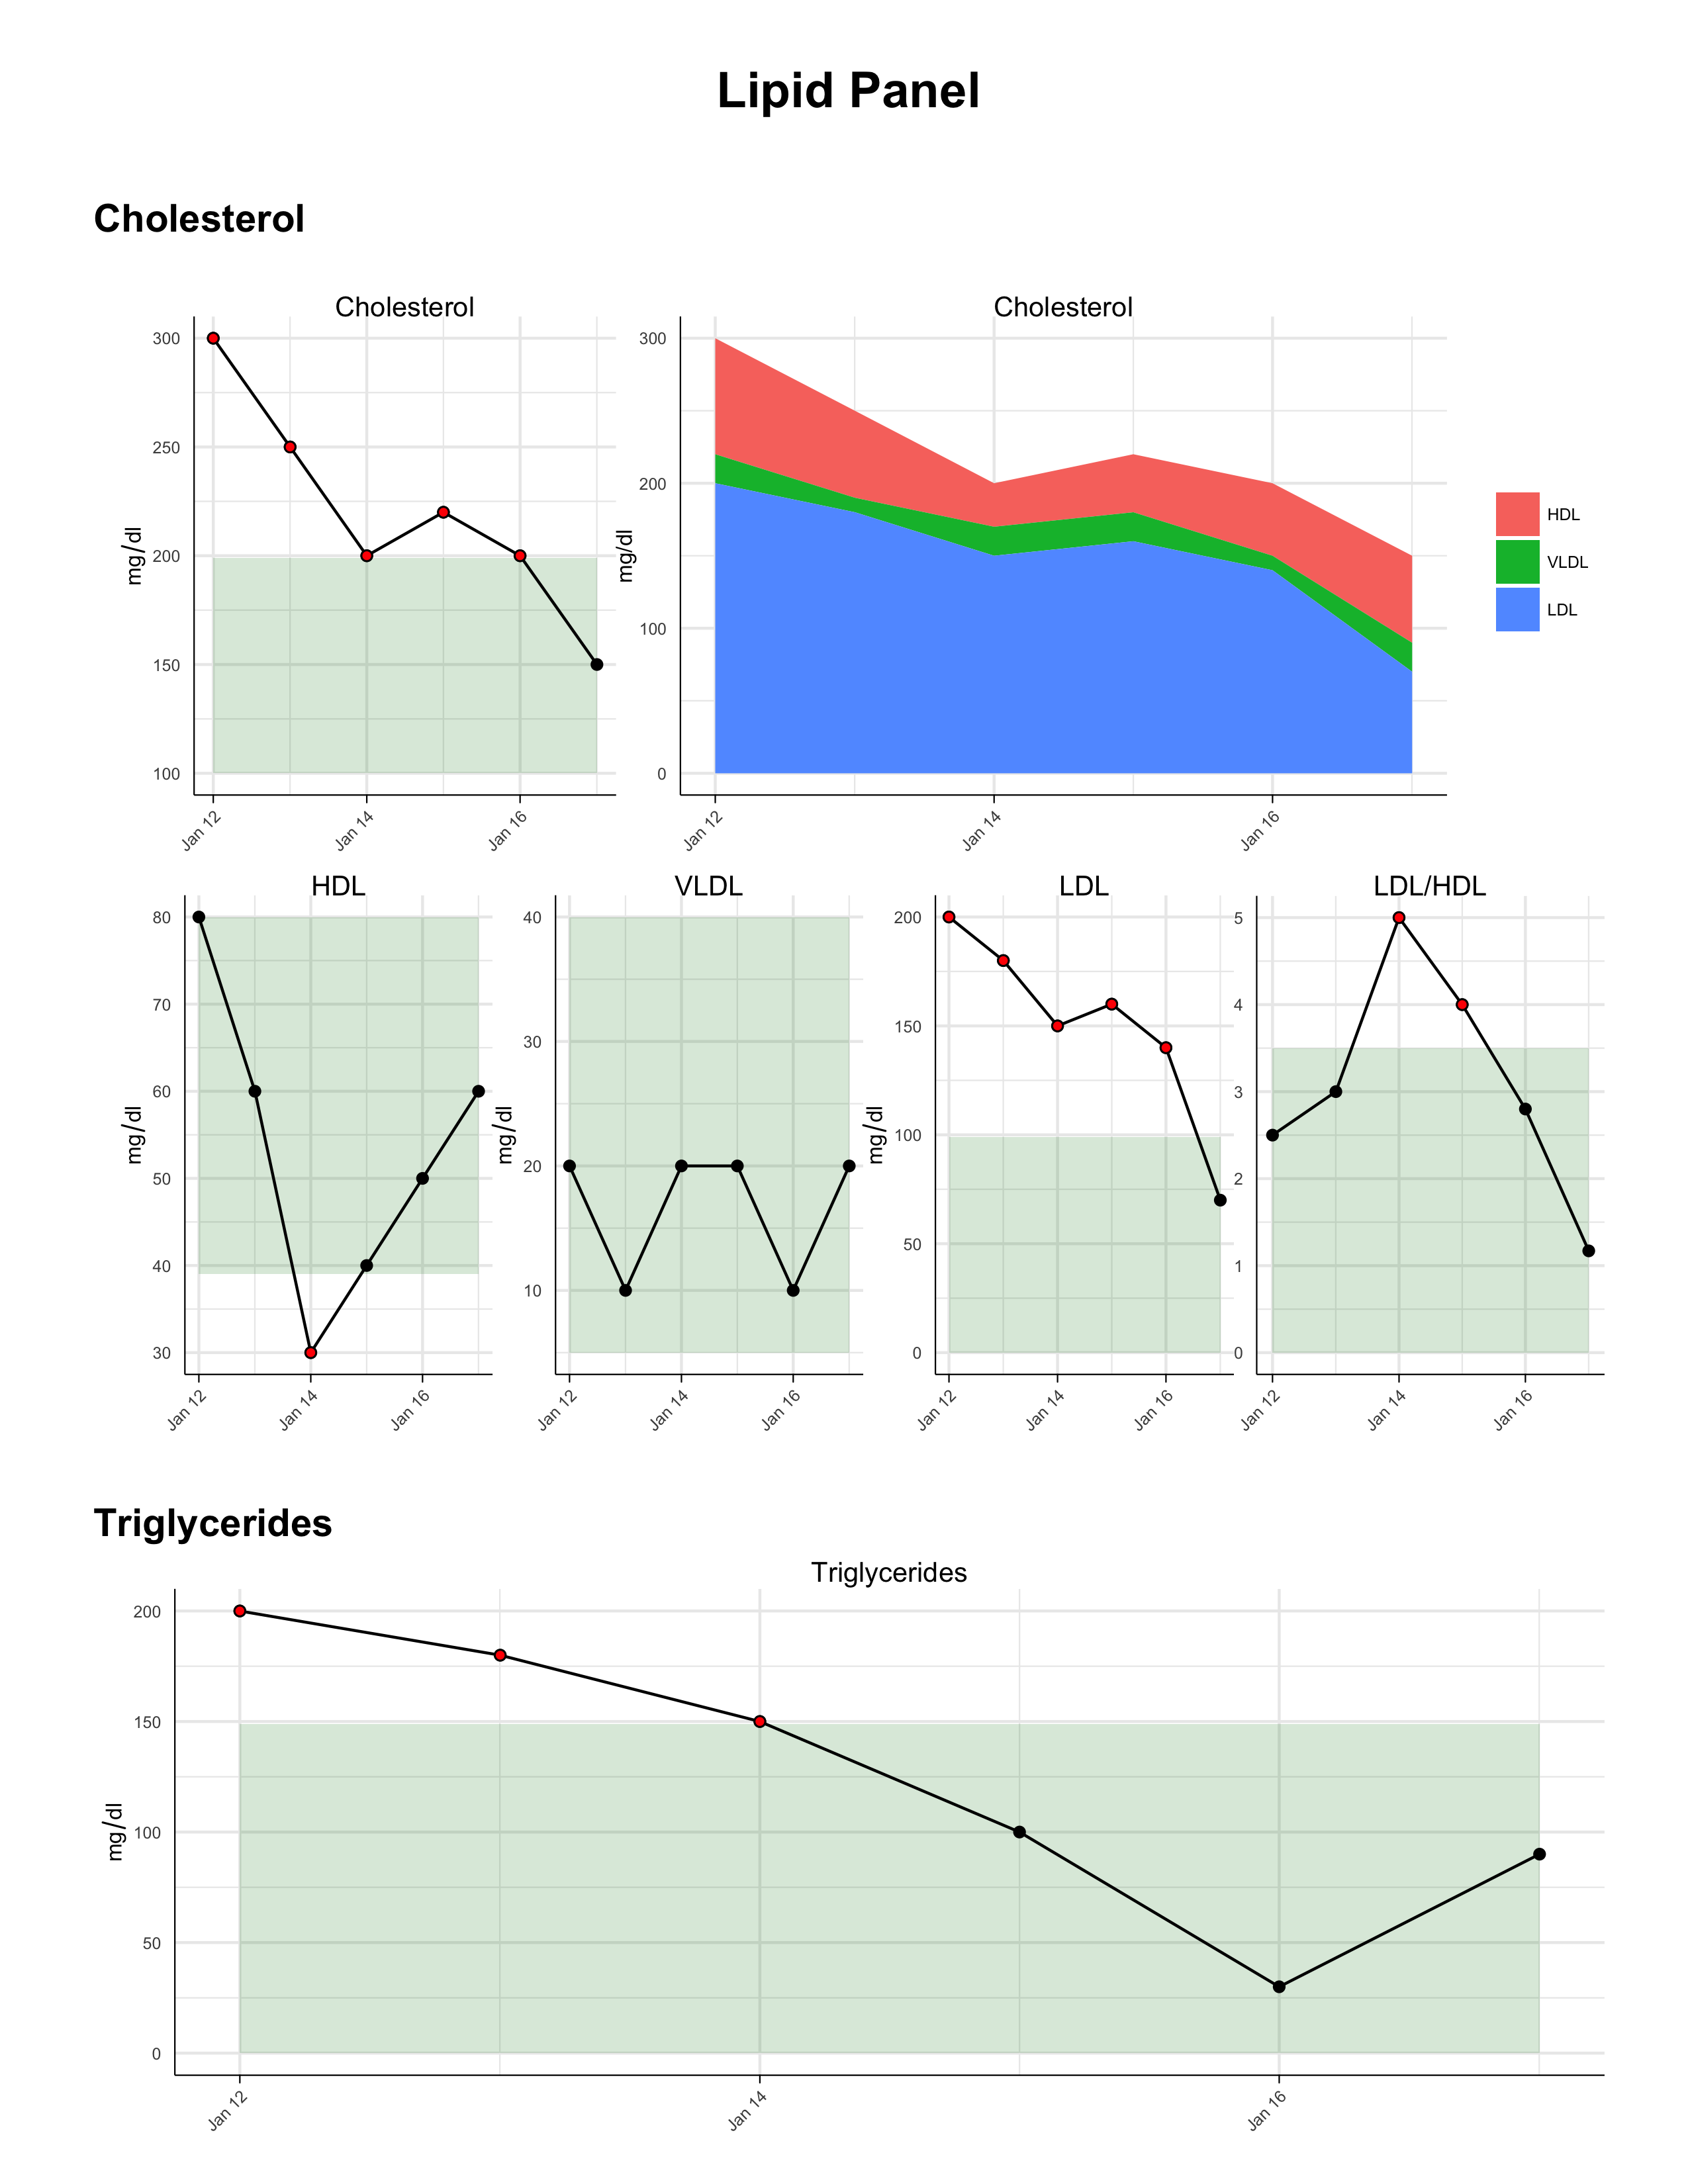 Lipid Panel
Cholesterol
Cholesterol
Cholesterol
300
250
200
150
100
mg/dl
Jan 12
Jan 14
Jan 16
300
200
100
0
mg/dl
Jan 12
Jan 14
Jan 16
HDL
VLDL
LDL
HDL
80
70
60
50
40
30
mg/dl
Jan 12
Jan 14
Jan 16
VLDL
40
30
20
10
mg/dl
Jan 12
Jan 14
Jan 16
LDL
200
150
100
50
0
mg/dl
Jan 12
Jan 14
Jan 16
LDL/HDL
5
4
3
2
1
0
Jan 12
Jan 14
Jan 16
Triglycerides
Triglycerides
200
150
100
50
0
mg/dl
Jan 12
Jan 14
Jan 16